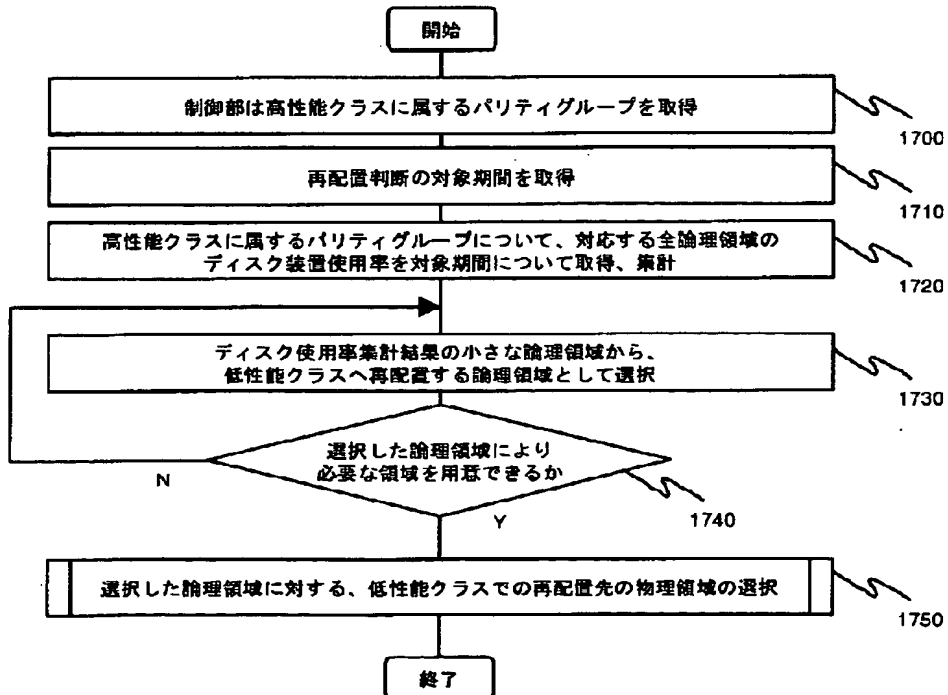 開始
制御部は高性能クラスに属するパリティグループを取得
1700
再配置判断の対象期間を取得
1710
高性能クラスに属するパリティグループについて、対応する全論理領域の
ディスク装置使用率を対象期間について取得、集計
1720
ディスク使用率集計結果の小さな論理領域から、
低性能クラスへ再配置する論理領域として選択
1730
選択した論理領域により
必要な領域を用意できるか
N
Y
1740
選択した論理領域に対する、低性能クラスでの再配置先の物理領域の選択
1750
終了